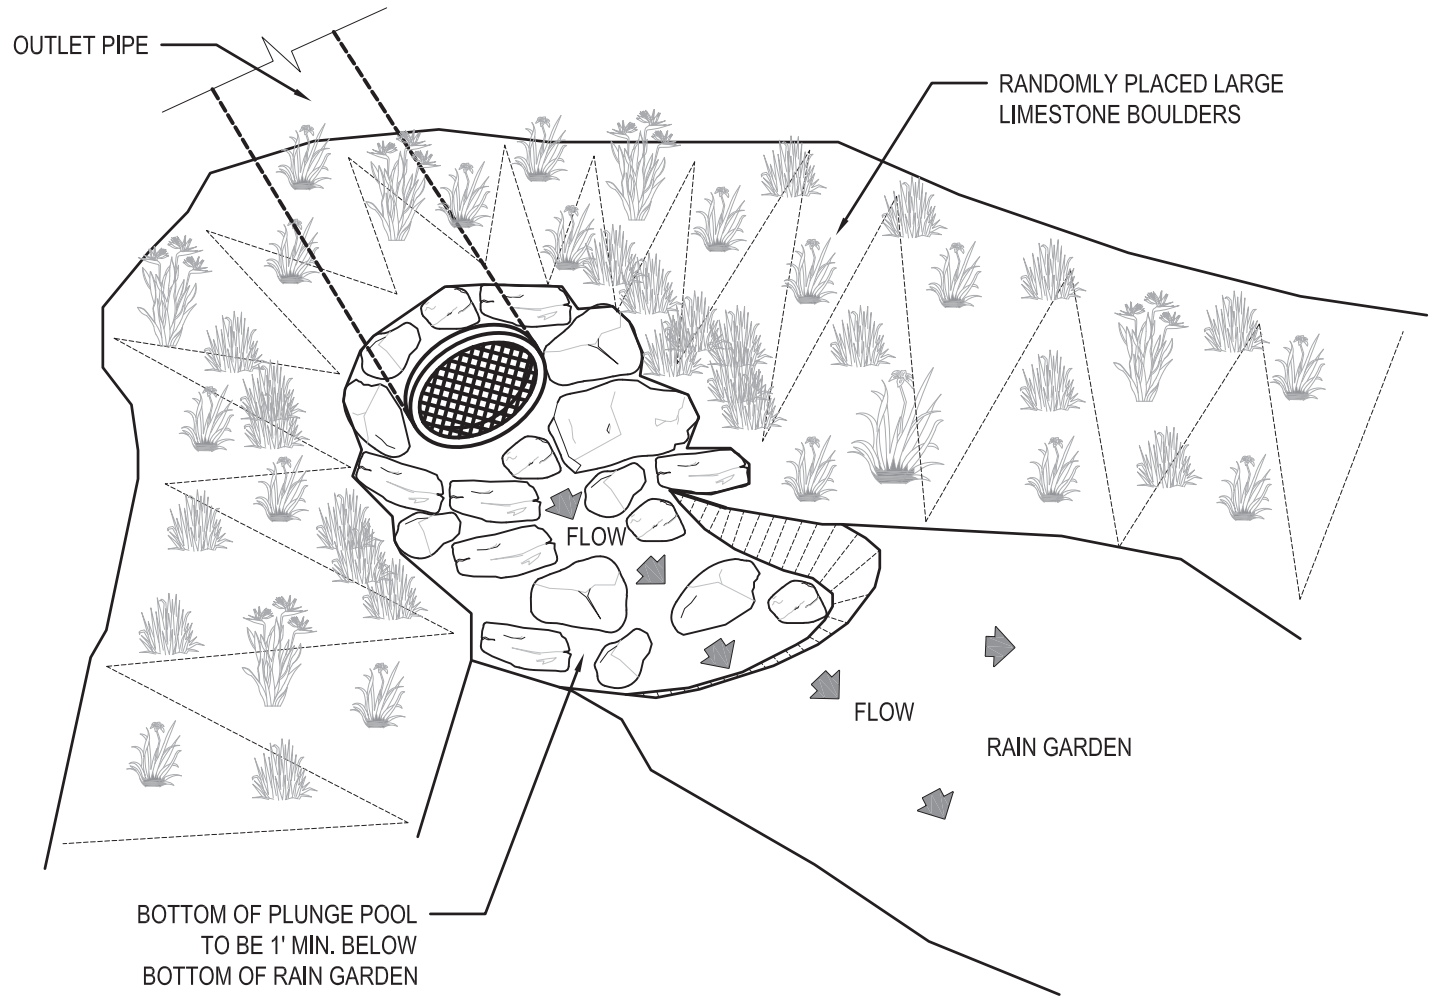 OUTLET PIPE
RANDOMLY PLACED LARGE
LIMESTONE BOULDERS
FLOW
FLOW
RAIN GARDEN
BOTTOM OF PLUNGE POOL
TO BE 1' MIN. BELOW
BOTTOM OF RAIN GARDEN